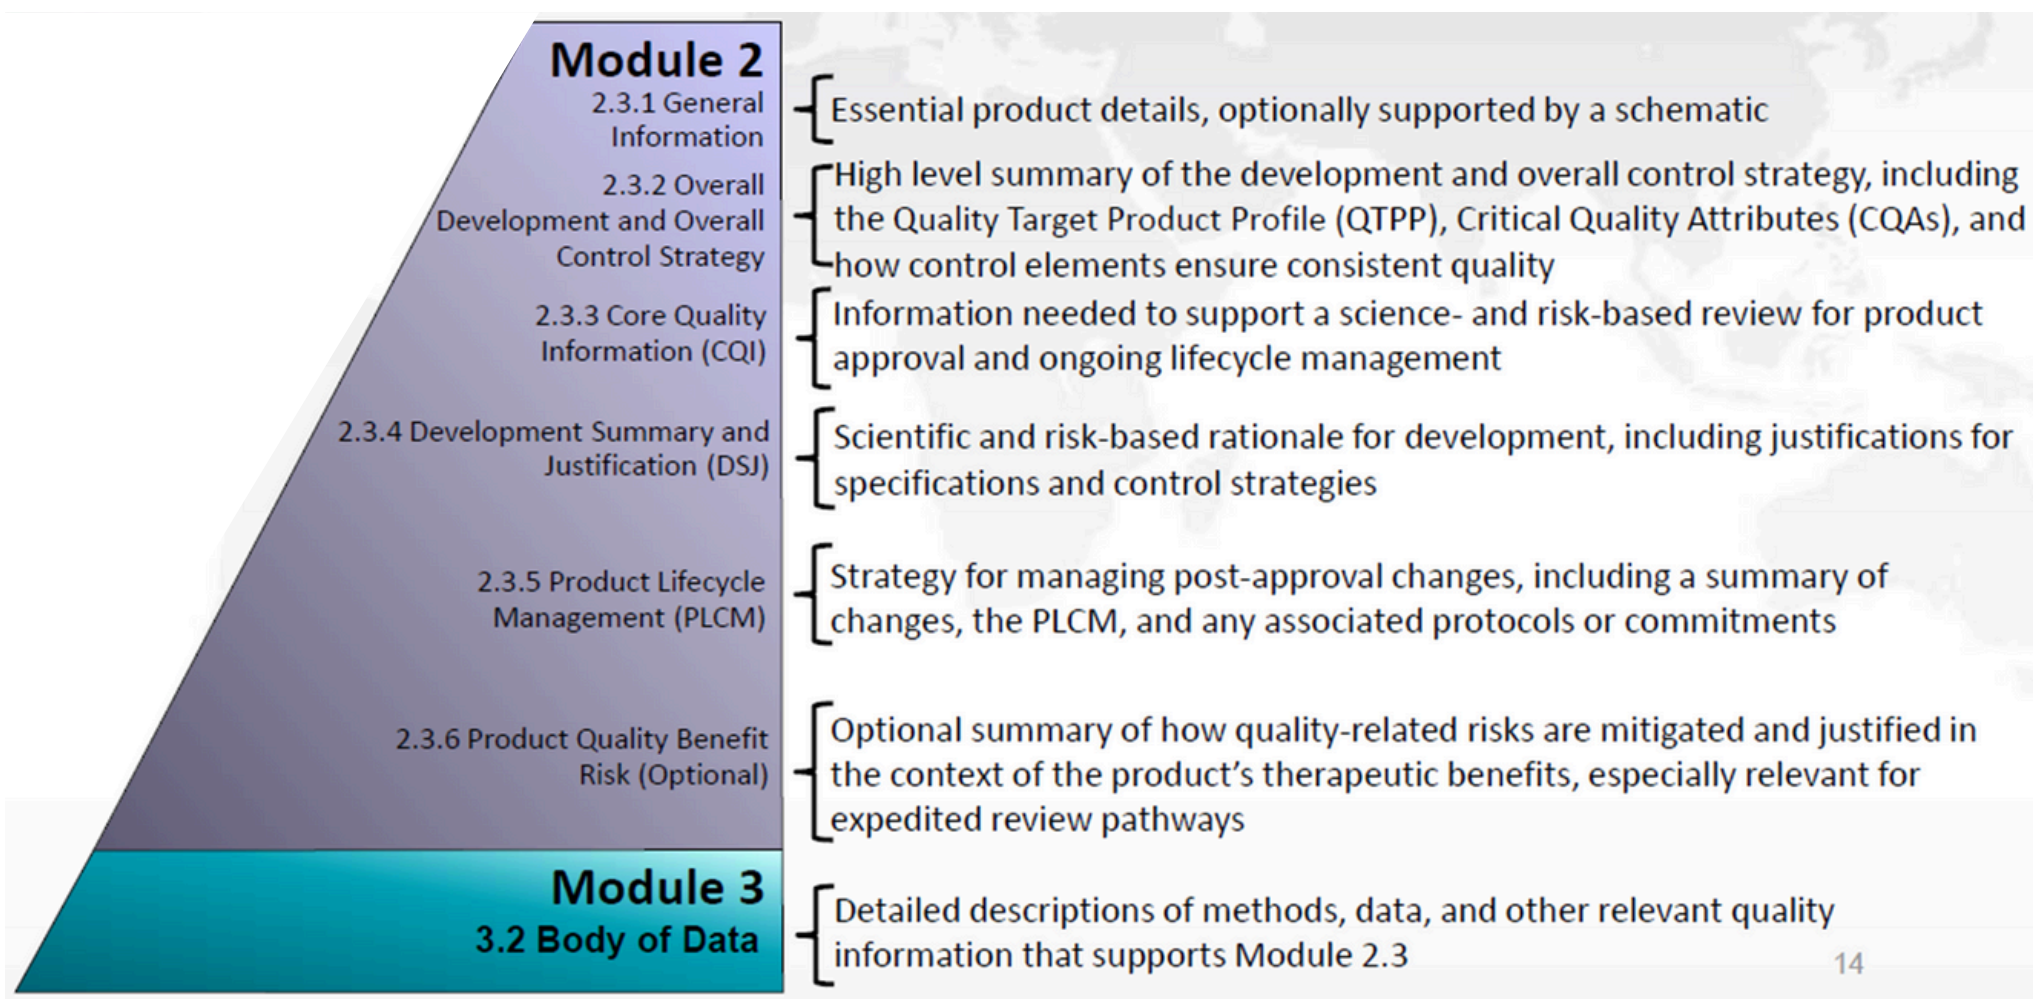 Module 2
2.3.1 General
Information
Essential product details, optionally supported by a schematic
2.3.2 Overall
Development and Overall
Control Strategy
High level summary of the development and overall control strategy, including
the Quality Target Product Profile (QTPP), Critical Quality Attributes (CQAs), and
how control elements ensure consistent quality
2.3.3 Core Quality
Information (CQI)
Information needed to support a science- and risk-based review for product
approval and ongoing lifecycle management
2.3.4 Development Summary and
Justification (DSJ)
Scientific and risk-based rationale for development, including justifications for
specifications and control strategies
2.3.5 Product Lifecycle
Management (PLCM)
Strategy for managing post-approval changes, including a summary of
changes, the PLCM, and any associated protocols or commitments
2.3.6 Product Quality Benefit
Risk (Optional)
Optional summary of how quality-related risks are mitigated and justified in
the context of the product’s therapeutic benefits, especially relevant for
expedited review pathways
Module 3
3.2 Body of Data
Detailed descriptions of methods, data, and other relevant quality
information that supports Module 2.3
14